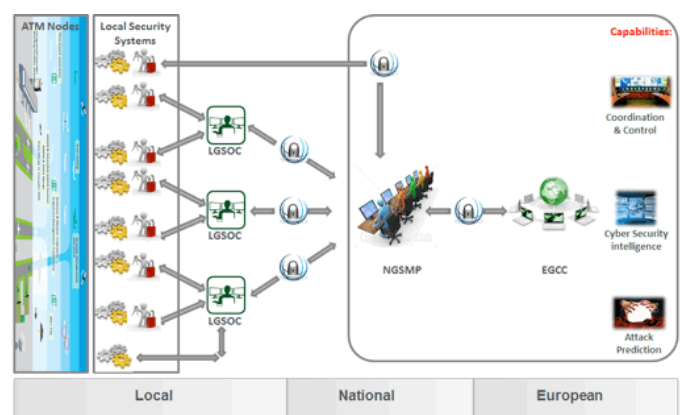 ATM Nodes
Local Security
Systems
Capabilities:
Coordination
& Control
LGSOC
LGSOC
Cyber Security
intelligence
NGSMP
EGCC
LGSOC
Attack
Prediction
Local
National
European